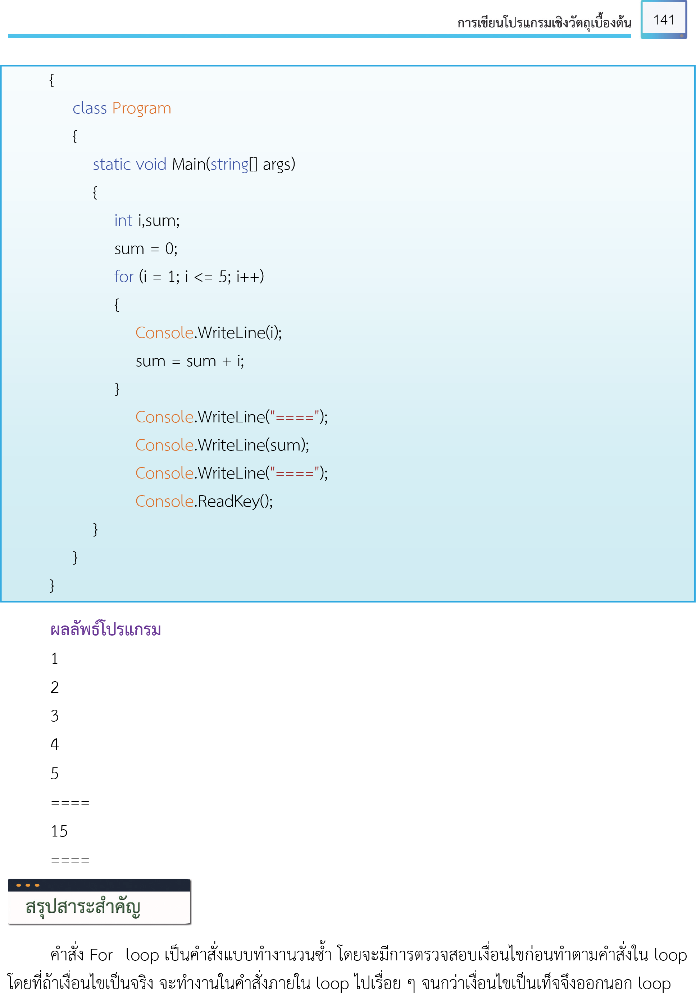 การเขียนโปรแกรมเชิงวัตถุเบื้องต้น 141
{
class Program
{
static void Main(string[] args)
{
int i,sum;
sum = 0;
for (i = 1; i <= 5; i++)
{
Console.WriteLine(i);
sum = sum + i;
}
Console.WriteLine("====");
Console.WriteLine(sum);
Console.WriteLine("====");
Console.ReadKey();
}
}
}
ผลลัพธ์โปรแกรม
1
2
3
4
5
====
15
====
สรุปสาระสำคัญ
คำสั่ง For loop เป็นคำสั่งแบบทำงานวนซ้ำ โดยจะมีการตรวจสอบเงื่อนไขก่อนทำตามคำสั่งใน loop
โดยที่ถ้าเงื่อนไขเป็นจริง จะทำงานในคำสั่งภายใน loop ไปเรื่อย ๆ จนกว่าเงื่อนไขเป็นเท็จจึงออกนอก loop